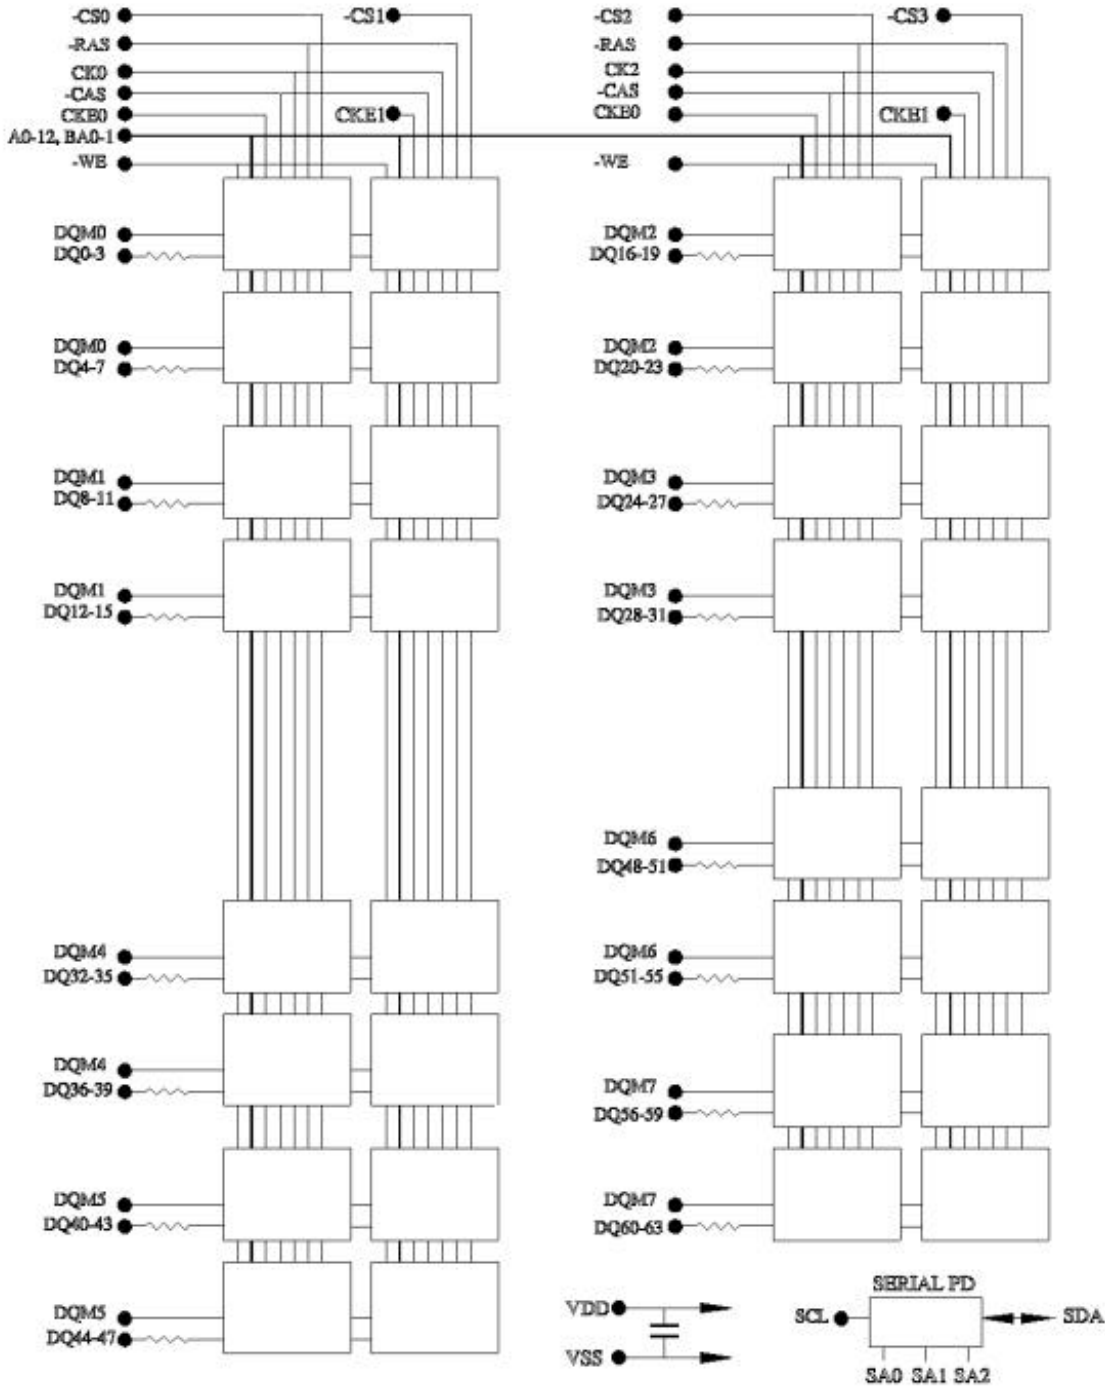 -CS0
-CS1
-RAS
CK0
-CAS
CKE0
CKE1
A0-12, BA0-1
-WE
DQM0
DQ0-3
DQM0
DQ4-7
DQM1
DQ8-11
DQM1
DQ12-15
DQM4
DQ32-35
DQM4
DQ36-39
DQM5
DQ40-43
DQM5
DQ44-47
-CS2
-CS3
-RAS
CK2
-CAS
CKE0
CKE1
-WE
DQM2
DQ16-19
DQM2
DQ20-23
DQM3
DQ24-27
DQM3
DQ28-31
DQM6
DQ48-51
DQM6
DQ51-55
DQM7
DQ56-59
DQM7
DQ60-63
VDD
VSS
SERIAL PD
SCL
SDA
SA0 SA1 SA2